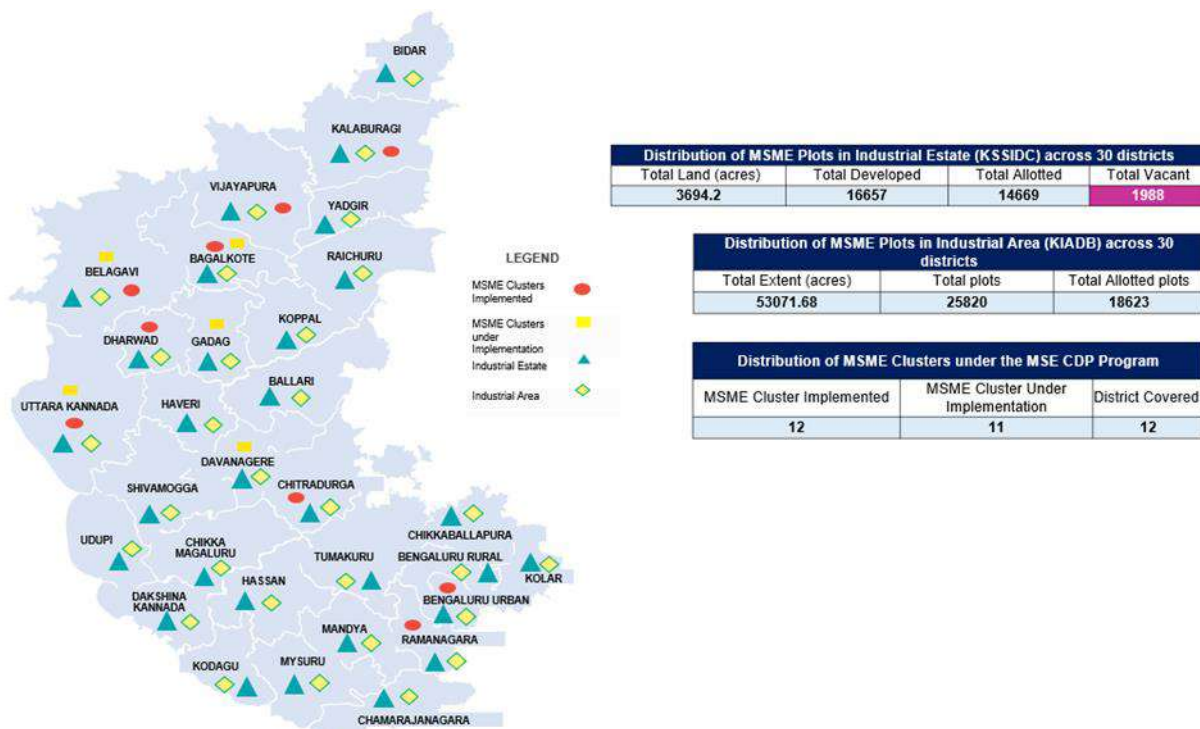 BIDAR
KALABURAGI
VIJAYAPURA
YADGIR
BELAGAVI
BAGALKOTE
RAICHURU
DHARWAD
GADAG
KOPPAL
BALLARI
UTTARA KANNADA
HAVERI
DAVANAGERE
SHIVAMOGGA
CHITRADURGA
UDUPI
CHIKKA
MAGALURU
TUMAKURU
CHIKKABALLAPURA
BENGALURU RURAL
KOLAR
HASSAN
DAKSHINA
KANNADA
BENGALURU URBAN
MANDYA
RAMANAGARA
KODAGU
MYSURU
CHAMARAJANAGARA
LEGEND
MSME Clusters
Implemented
MSME Clusters
under
Implementation
Industrial Estate
Industrial Area
Distribution of MSME Plots in Industrial Estate (KSSIDC) across 30 districts
Total Land (acres) Total Developed Total Allotted Total Vacant
3694.2 16657 14669 1988
Distribution of MSME Plots in Industrial Area (KIADB) across 30
districts
Total Extent (acres) Total plots Total Allotted plots
53071.68 25820 18623
Distribution of MSME Clusters under the MSE CDP Program
MSME Cluster Implemented MSME Cluster Under
Implementation District Covered
12 11 12